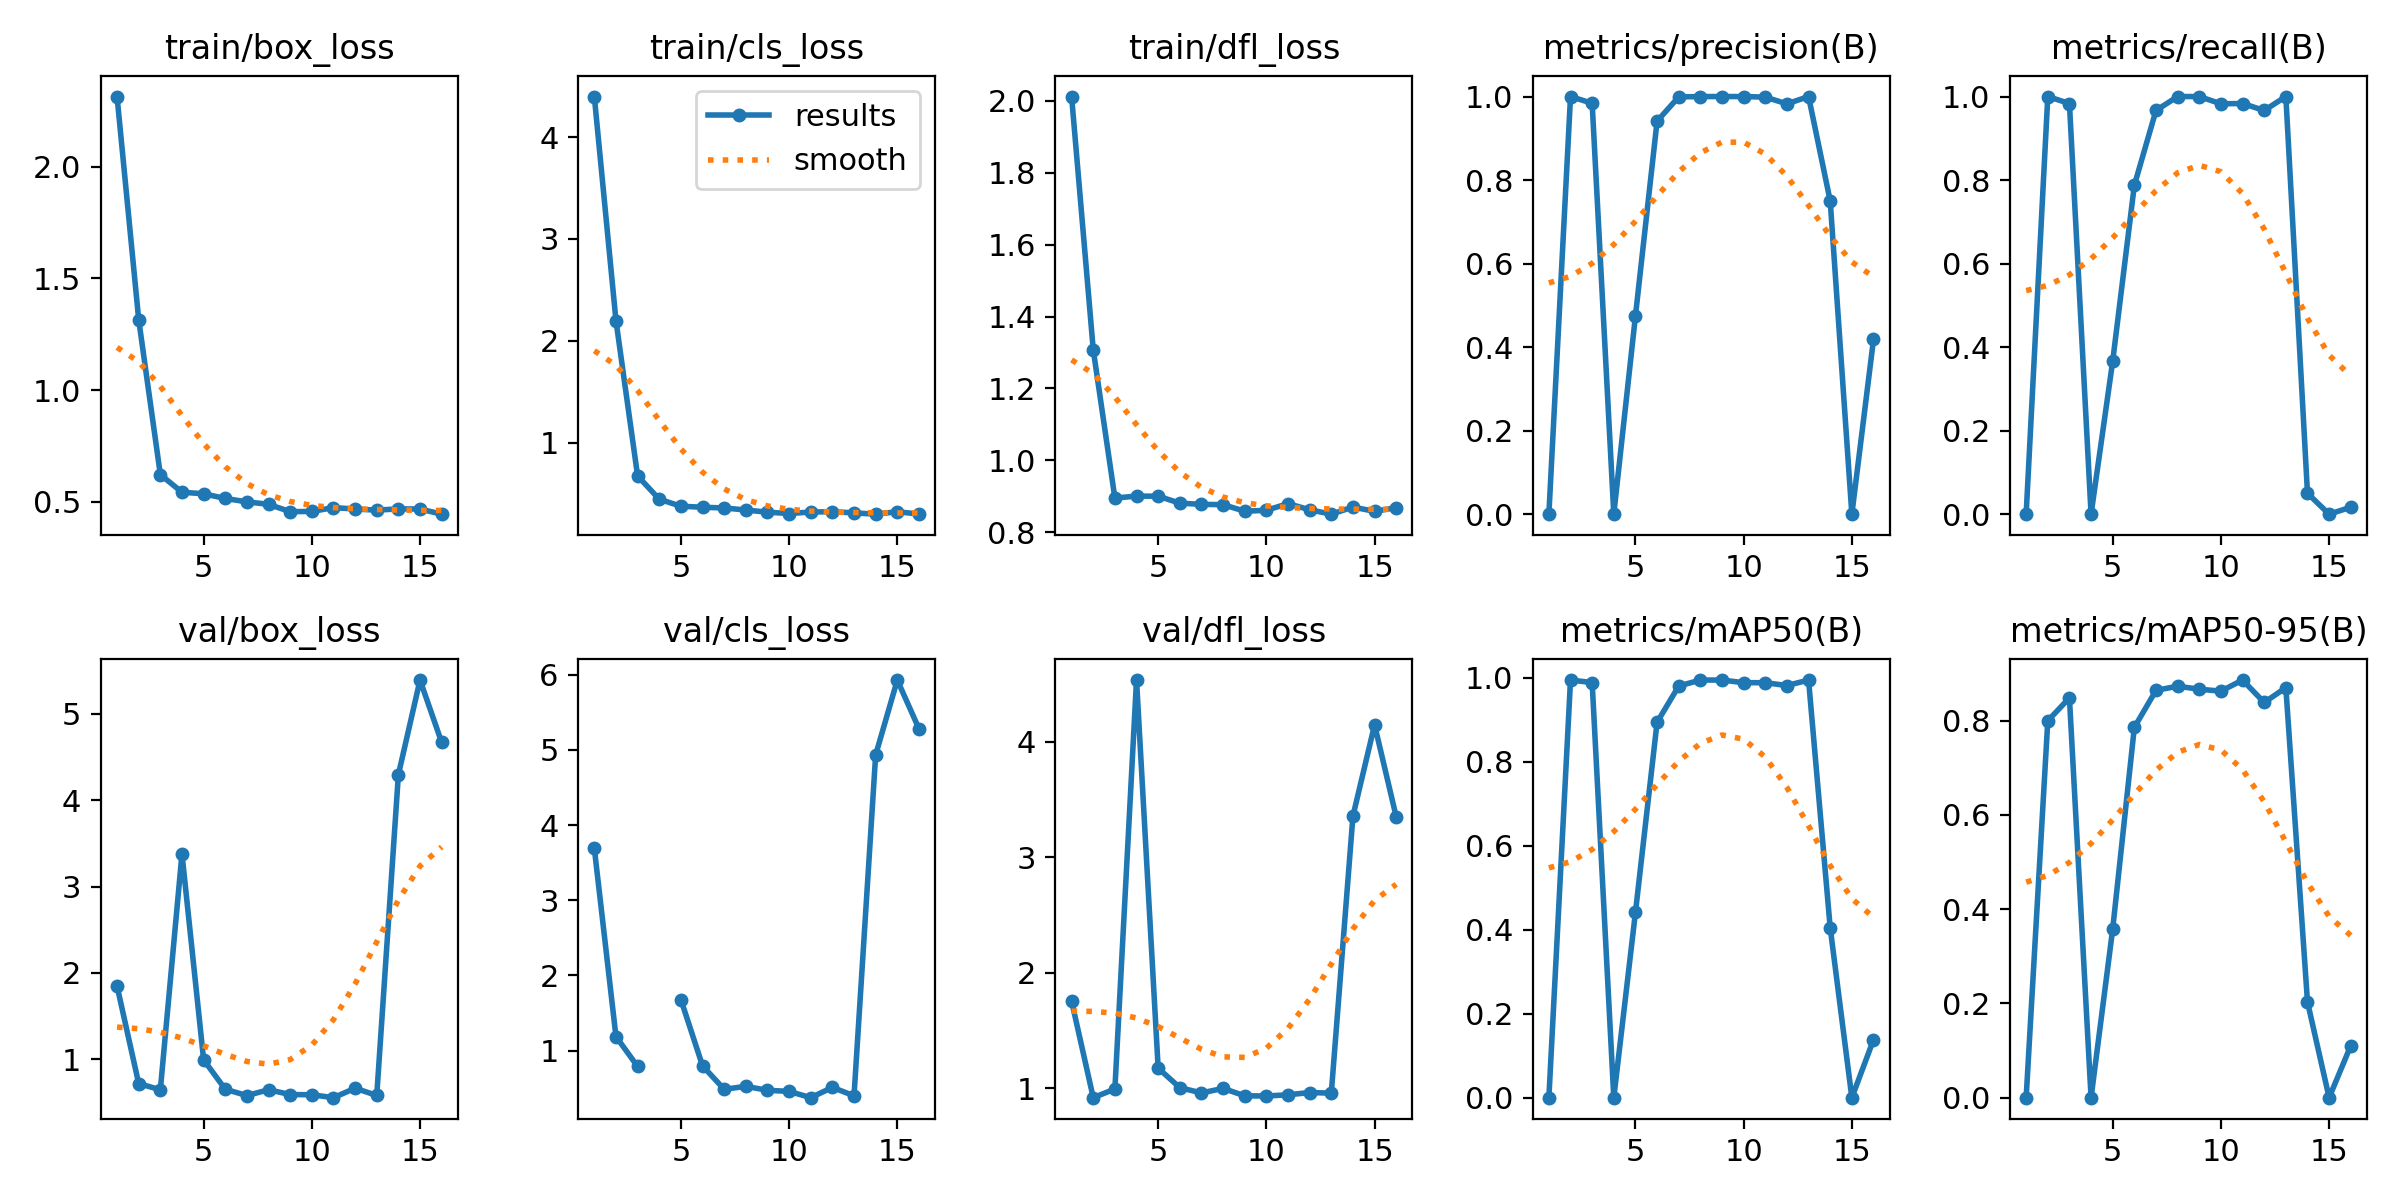 train/box_loss
train/cls_loss
train/dfl_loss
metrics/precision(B)
metrics/recall(B)
2.0
1.5
1.0
0.5
5 10 15
4
3
2
1
results
smooth
5 10 15
2.0
1.8
1.6
1.4
1.2
1.0
0.8
5 10 15
1.0
0.8
0.6
0.4
0.2
0.0
5 10 15
1.0
0.8
0.6
0.4
0.2
0.0
5 10 15
val/box_loss
val/cls_loss
val/dfl_loss
metrics/mAP50(B)
metrics/mAP50-95(B)
5
4
3
2
1
5 10 15
6
5
4
3
2
1
5 10 15
4
3
2
1
5 10 15
1.0
0.8
0.6
0.4
0.2
0.0
5 10 15
0.8
0.6
0.4
0.2
0.0
5 10 15